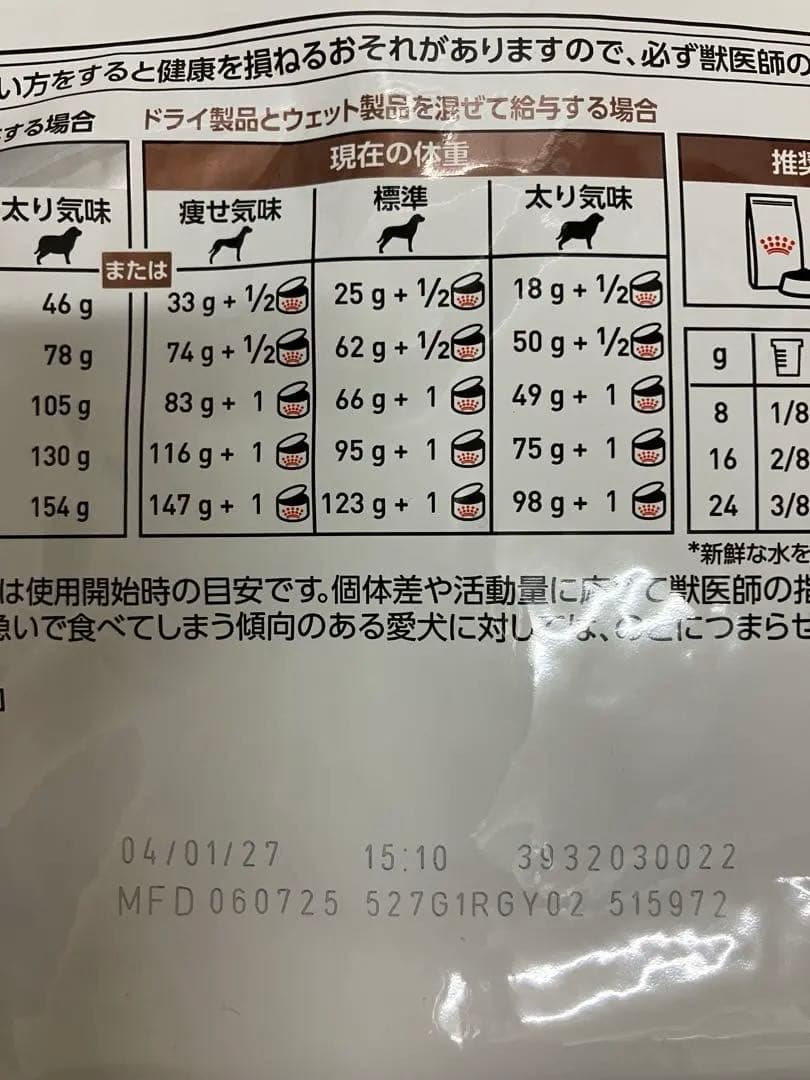 い方をすると健康を損ねるおそれがありますので、必ず獣医師の
する場合 ドライ製品とウェット製品を混ぜて給与する場合
現在の体重 推奨
太り気味 痩せ気味 標準 太り気味
または
46 g 33 g + 1/2 25 g + 1/2 18 g + 1/2
78 g 74 g + 1/2 62 g + 1/2 50 g + 1/2 g
105 g 83 g + 1 66 g + 1 49 g + 1 8 1/8
130 g 116 g + 1 95 g + 1 75 g + 1 16 2/8
154 g 147 g + 1 123 g + 1 98 g + 1 24 3/8
*新鮮な水を
は使用開始時の目安です。個体差や活動量に応じて獣医師の指
急いで食べてしまう傾向のある愛犬に対しては、のどにつまらせ
04/01/27 15:10 3932030022
MFD 060725 527G1RGY02 515972